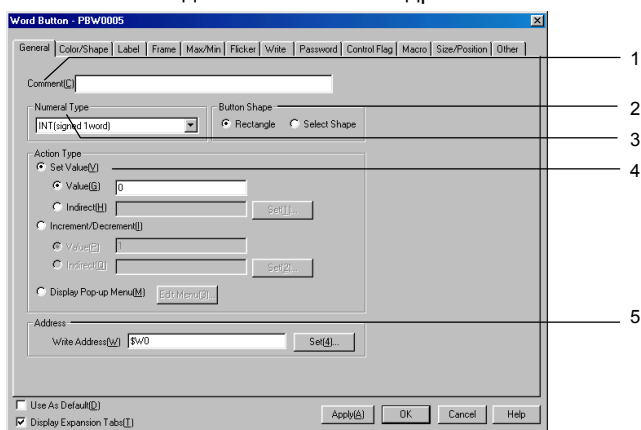 Word Button - PBW0005
General Color/Shape Label Frame Max/Min Flicker Write Password Control Flag Macro Size/Position Other
1
Comment(C)
Numeral Type Button Shape
2
INT(signed 1word) Rectangle Select Shape
3
Action Type
Set Value(V)
4
Value(G) 0
Indirect(H) Set(1)...
Increment/Decrement(I)
Value(P) 1
Indirect(Q) Set(2)...
Display Pop-up Menu(M) Edit Menu(3)...
Address
5
Write Address(W) $W0 Set(4)...
Use As Default(D)
Apply(A) OK Cancel Help
Display Expansion Tabs(T)